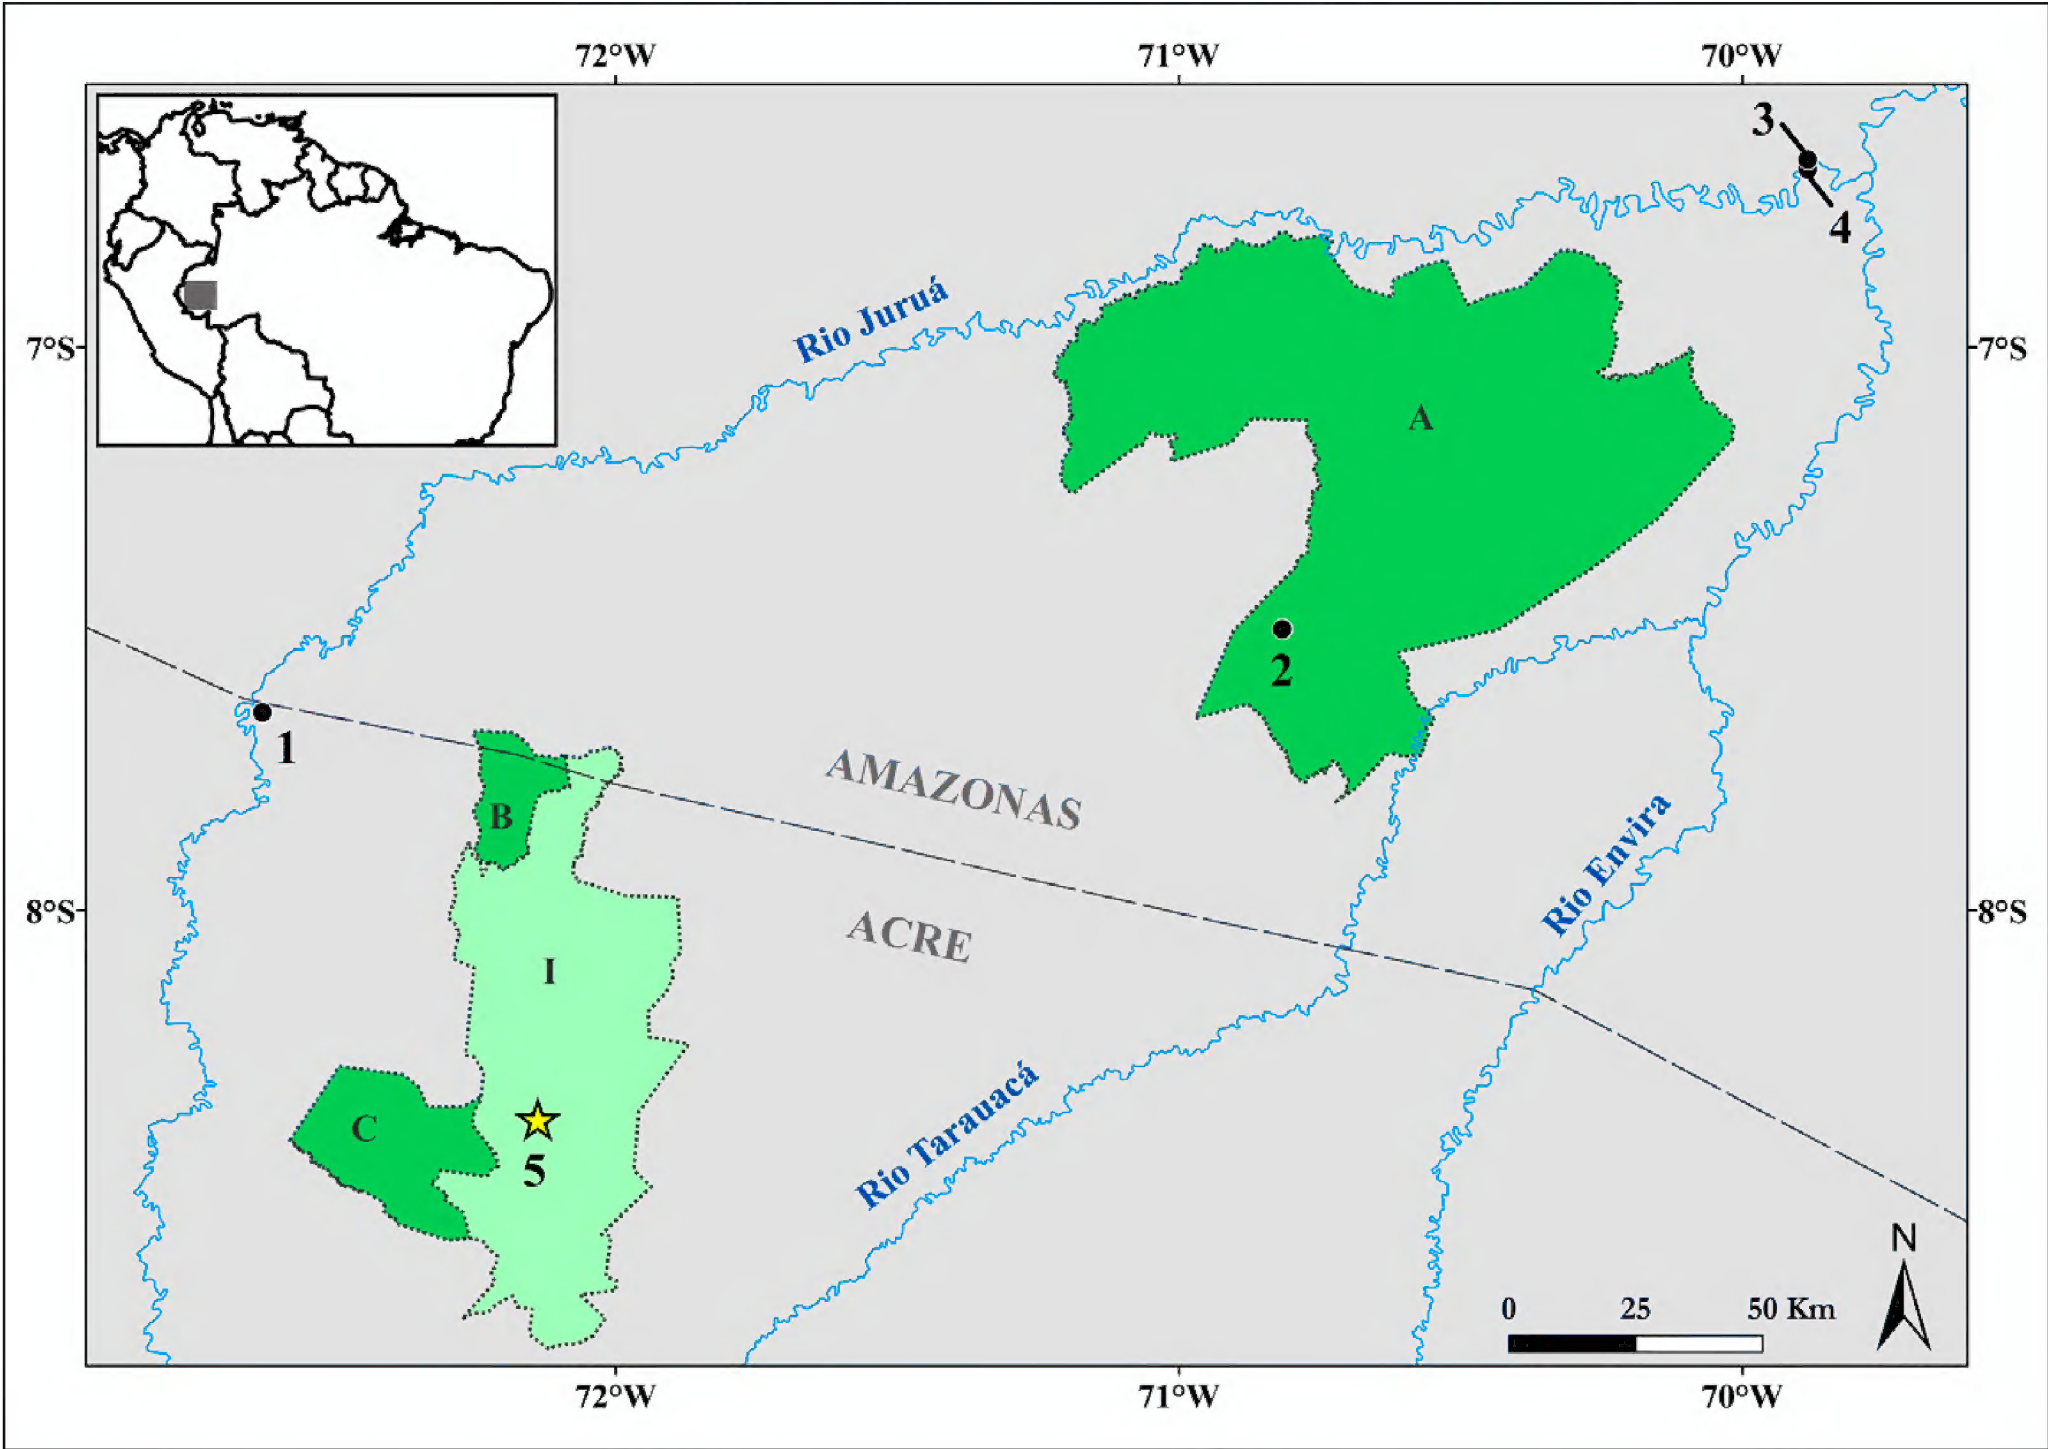 72°W 71°W 70°W
3
4
Rio Juruá
7°S 7°S
A
2
1
AMAZONAS
B
Rio Envira
8°S 8°S
ACRE
I
Rio Tarauacá
C
5
N
0 25 50 Km
72°W 71°W 70°W